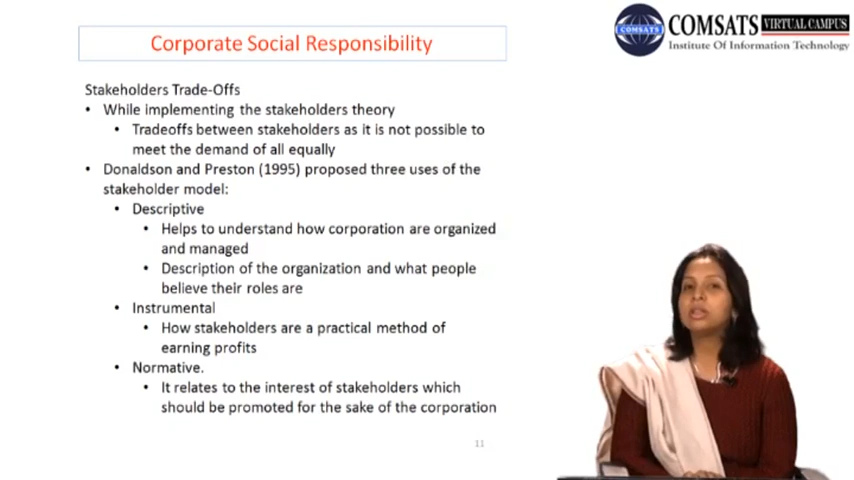 Corporate Social Responsibility
COMSATS
COMSATS VIRTUAL CAMPUS
Institute Of Information Technology
Stakeholders Trade-Offs
• While implementing the stakeholders theory
• Tradeoffs between stakeholders as it is not possible to
meet the demand of all equally
• Donaldson and Preston (1995) proposed three uses of the
stakeholder model:
• Descriptive
• Helps to understand how corporation are organized
and managed
• Description of the organization and what people
believe their roles are
• Instrumental
• How stakeholders are a practical method of
earning profits
• Normative.
• It relates to the interest of stakeholders which
should be promoted for the sake of the corporation
11